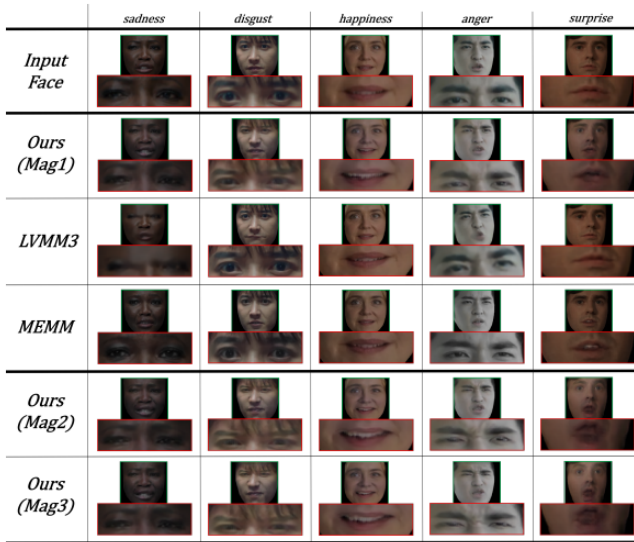 sadness disgust happiness anger surprise
Input
Face
Ours
(Mag1)
LVMM3
MEMM
Ours
(Mag2)
Ours
(Mag3)